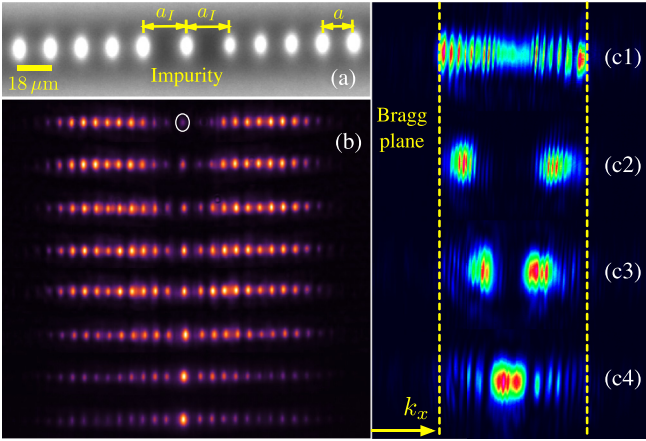 a_I a_I a
18 μm
Impurity
(a)
(b)
Bragg
plane
(c1)
(c2)
(c3)
(c4)
k_x